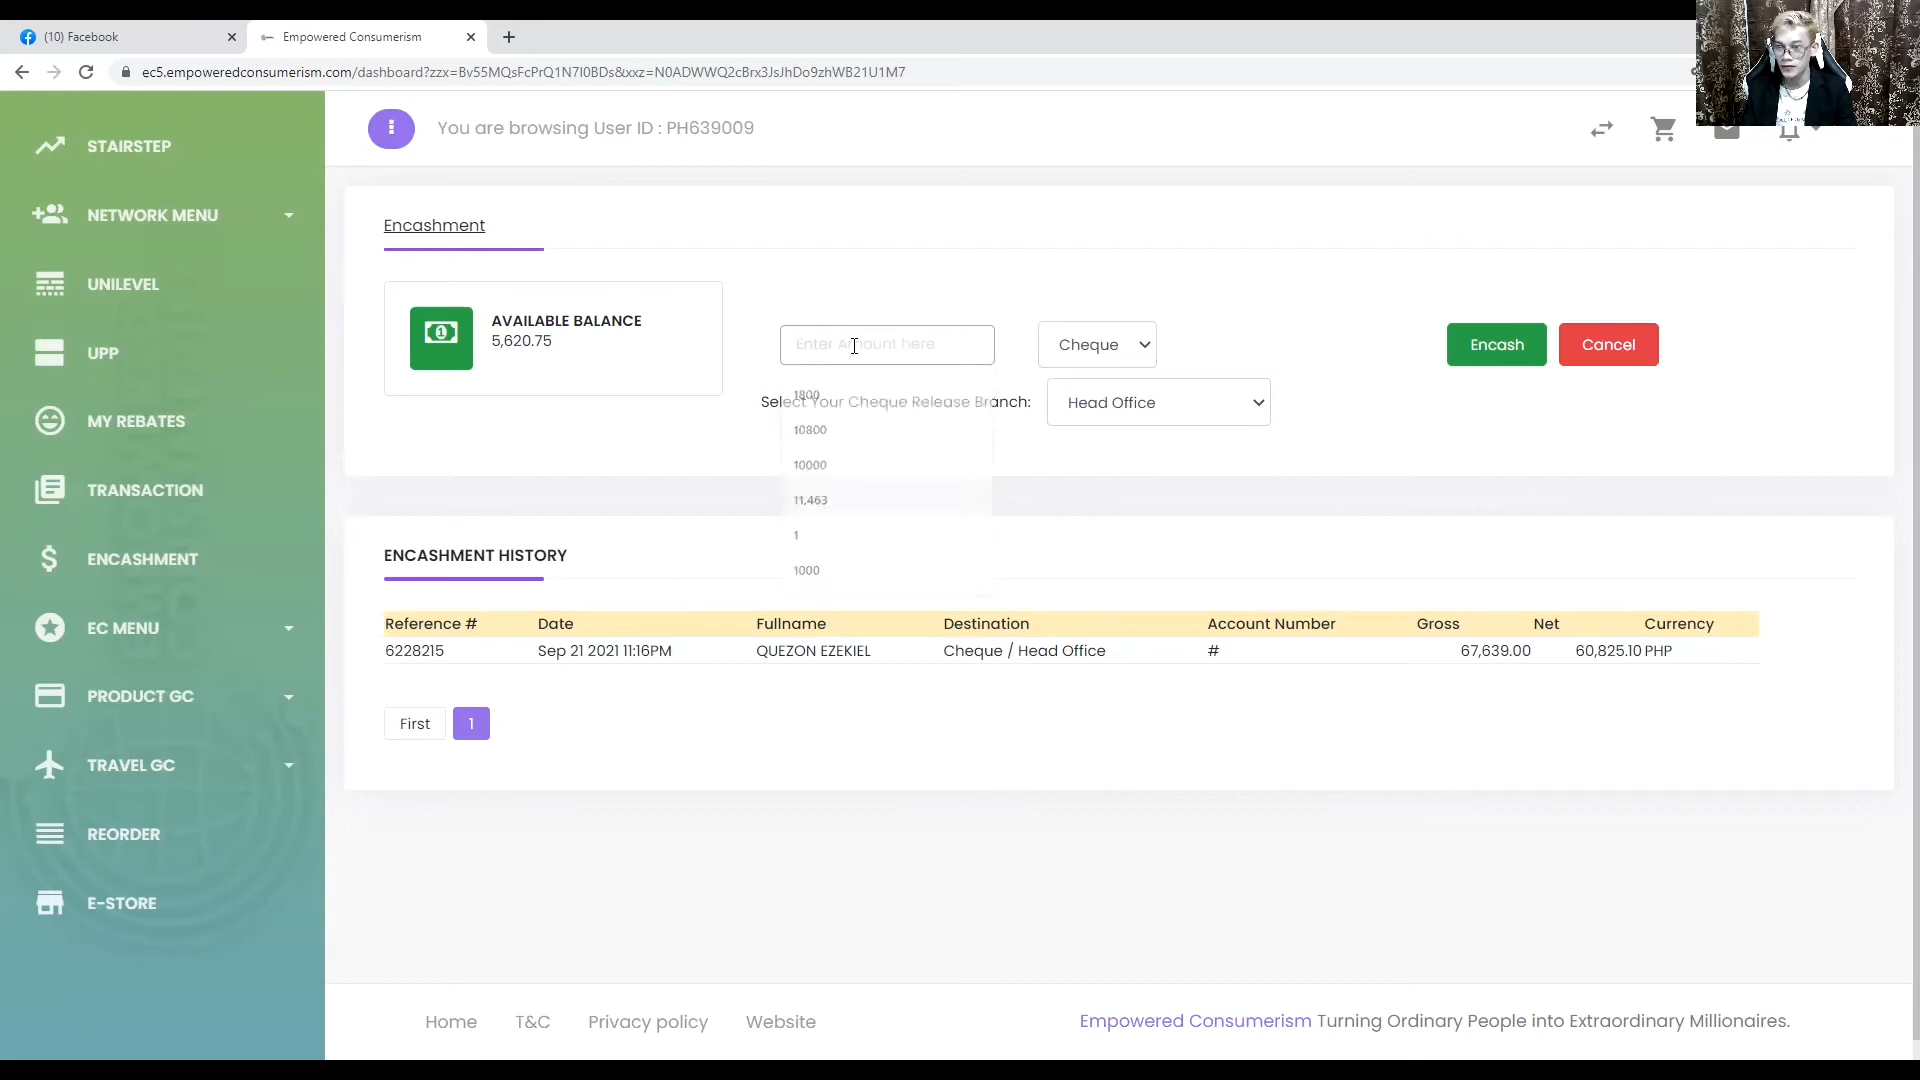 (10) Facebook
Empowered Consumerism
ec5.empoweredconsumerism.com/dashboard?zzx=Bv55MQsFcPrQ1N7I0BDs&xxz=N0ADWWQ2cBrx3JsJhDo9zhWB21U1M7
You are browsing User ID : PH639009
STAIRSTEP
NETWORK MENU
UNILEVEL
UPP
MY REBATES
TRANSACTION
ENCASHMENT
EC MENU
PRODUCT GC
TRAVEL GC
REORDER
E-STORE
Encashment
AVAILABLE BALANCE
5,620.75
Enter Amount here
Cheque
Encash
Cancel
Select Your Cheque Release Branch:
Head Office
1800
10800
10000
11,463
1
1000
ENCASHMENT HISTORY
Reference # Date Fullname Destination Account Number Gross Net Currency
6228215 Sep 21 2021 11:16PM QUEZON EZEKIEL Cheque / Head Office # 67,639.00 60,825.10 PHP
First 1
Home T&C Privacy policy Website
Empowered Consumerism Turning Ordinary People into Extraordinary Millionaires.